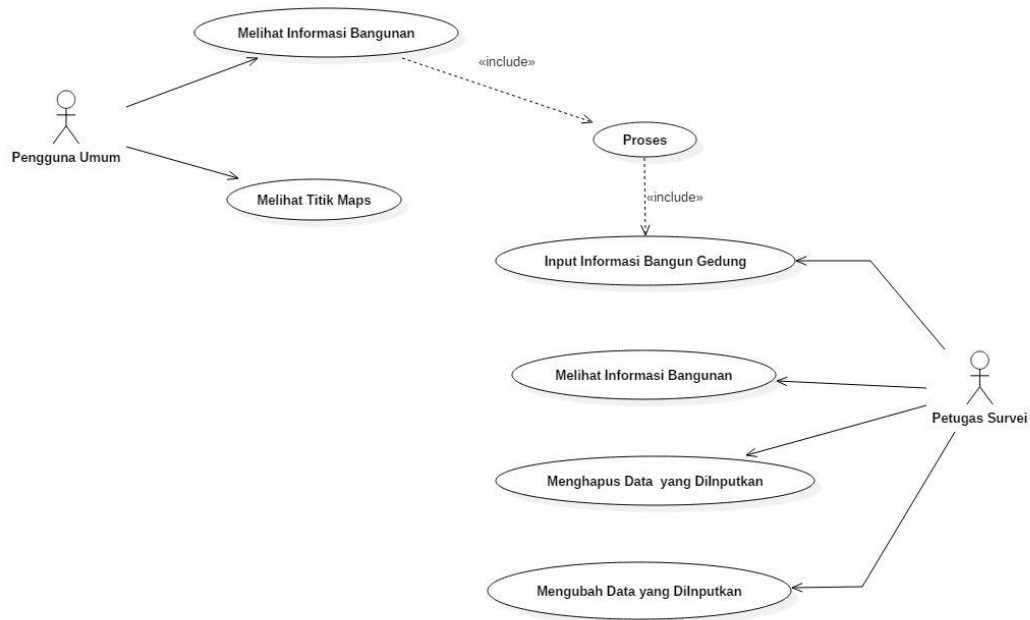 Melihat Informasi Bangunan
«include»
Pengguna Umum
Proses
Melihat Titik Maps
«include»
Input Informasi Bangun Gedung
Melihat Informasi Bangunan
Petugas Survei
Menghapus Data  yang DiInputkan
Mengubah Data yang DiInputkan